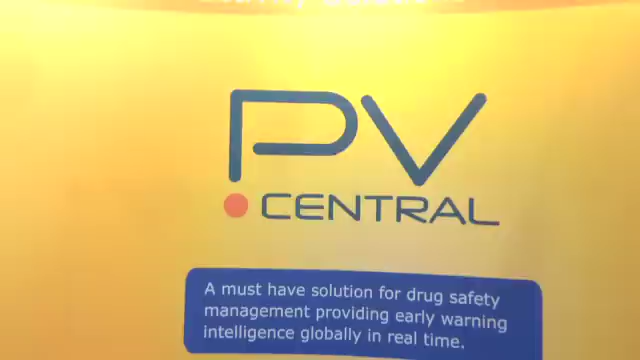 PV
CENTRAL
A must have solution for drug safety
management providing early warning
intelligence globally in real time.